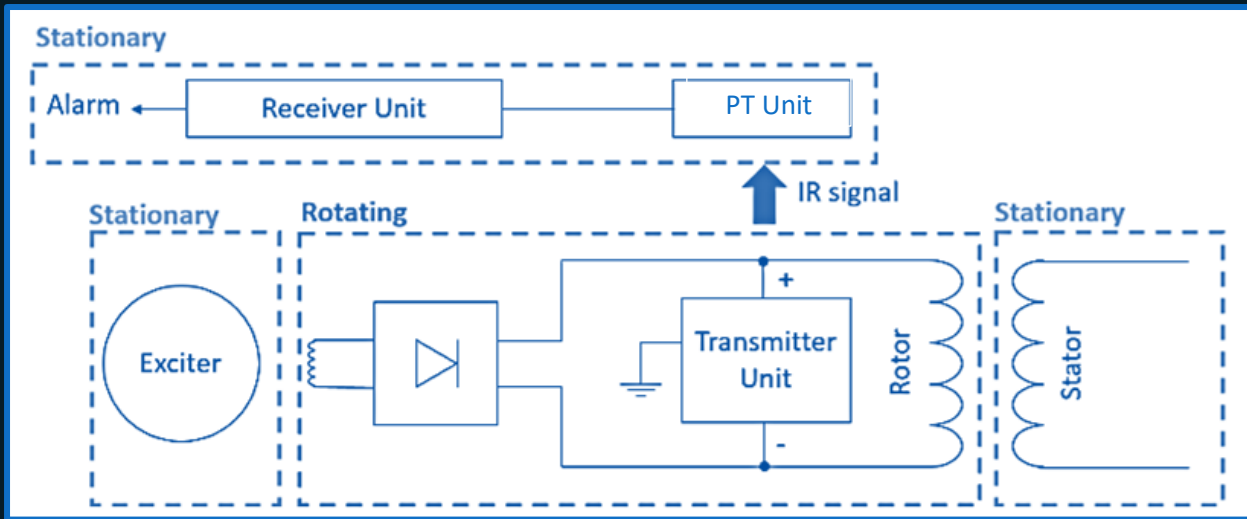 Stationary
Alarm
Receiver Unit
PT Unit
IR signal
Stationary
Rotating
Stationary
Exciter
+
Transmitter
Unit
-
Rotor
Stator